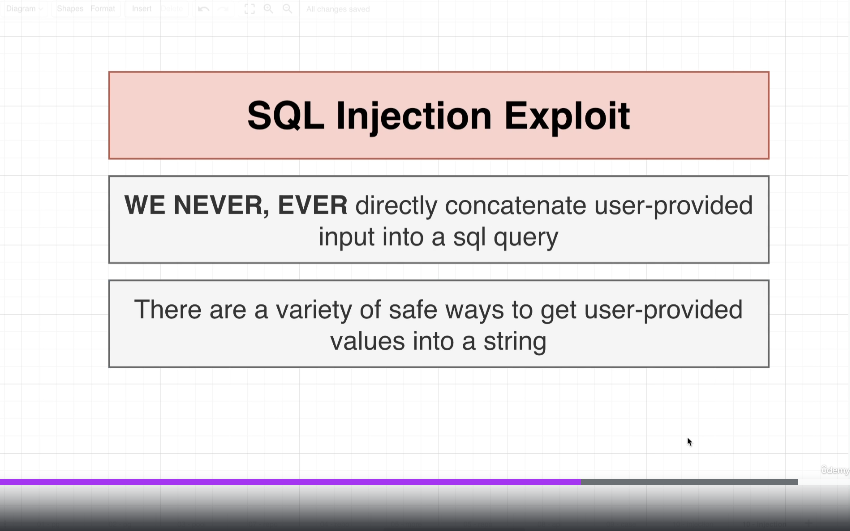 Diagram Shapes Format Insert All changes saved
SQL Injection Exploit
WE NEVER, EVER directly concatenate user-provided
input into a sql query
There are a variety of safe ways to get user-provided
values into a string
Udemy